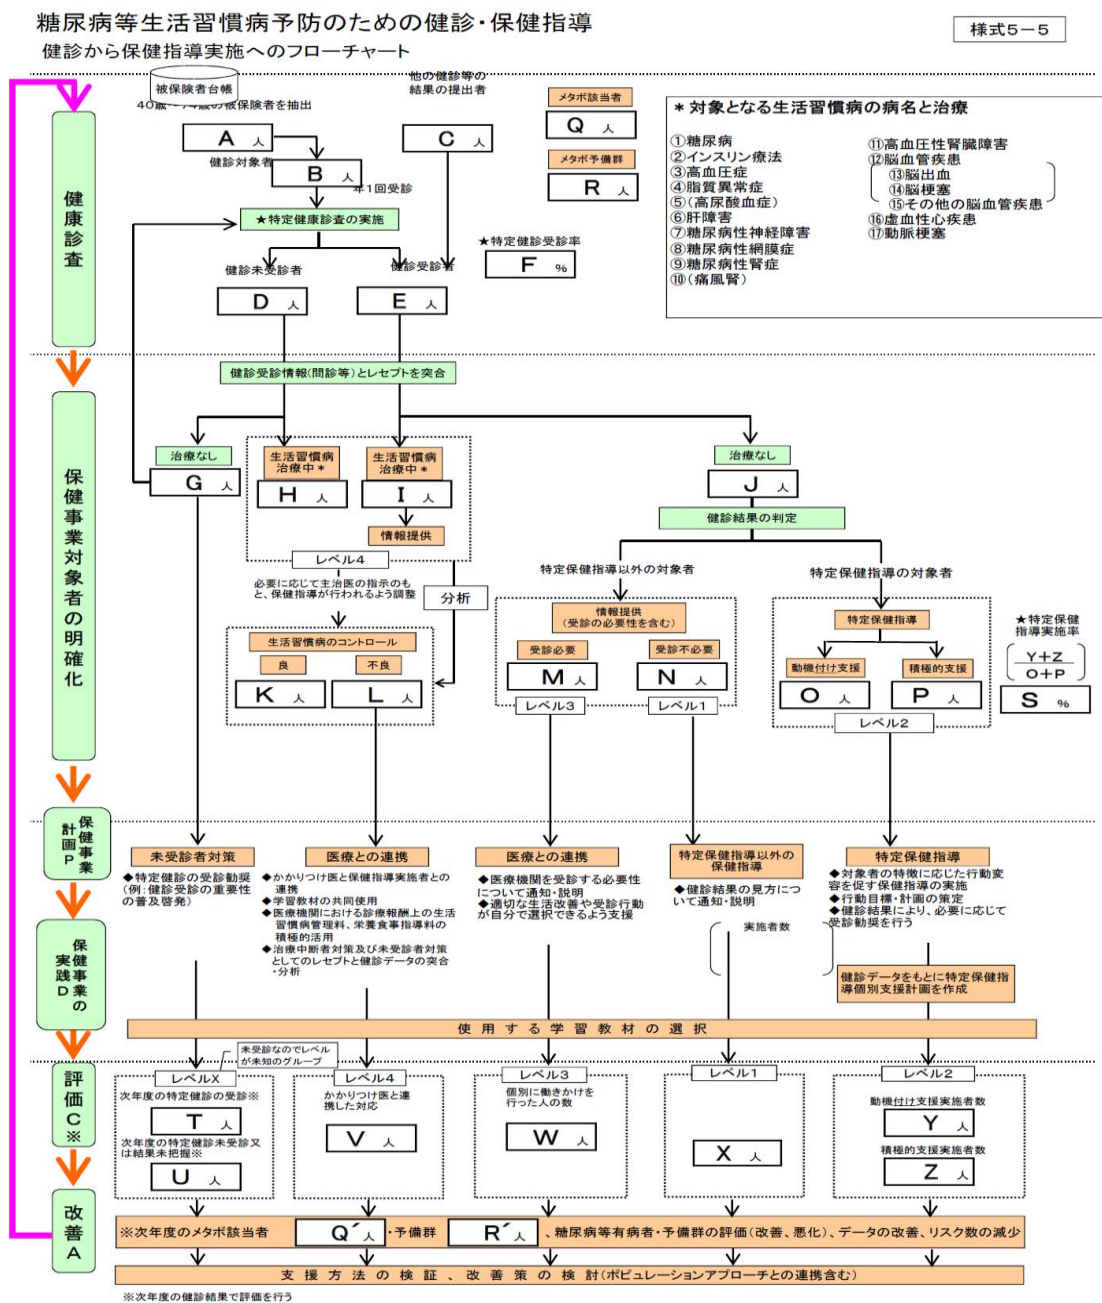 糖尿病等生活習慣病予防のための健診・保健指導
健診から保健指導実施へのフローチャート
様式5－5
被保険者台帳
40歳～74歳の被保険者を抽出
他の健診等の
結果の提出者
A 人
C 人
健診対象者
B 人
年1回受診
メタボ該当者
Q 人
メタボ予備群
R 人
＊対象となる生活習慣病の病名と治療
①糖尿病
②インスリン療法
③高血圧症
④脂質異常症
⑤(高尿酸血症)
⑥肝障害
⑦糖尿病性神経障害
⑧糖尿病性網膜症
⑨糖尿病性腎症
⑩(痛風腎)
⑪高血圧性腎臓障害
⑫脳血管疾患
⑬脳出血
⑭脳梗塞
⑮その他の脳血管疾患
⑯虚血性心疾患
⑰動脈梗塞
健康診査
★特定健康診査の実施
★特定健診受診率
F %
健診未受診者
健診受診者
D 人
E 人
健診受診情報(問診等)とレセプトを突合
保健事業対象者の明確化
治療なし
G 人
生活習慣病
治療中＊
H 人
生活習慣病
治療中＊
I 人
情報提供
レベル4
治療なし
J 人
健診結果の判定
必要に応じて主治医の指示のも
と、保健指導が行われるよう調整
分析
生活習慣病のコントロール
良
不良
K 人
L 人
特定保健指導以外の対象者
情報提供
(受診の必要性を含む)
受診必要
受診不必要
M 人
N 人
レベル3
レベル1
特定保健指導の対象者
特定保健指導
動機付け支援
積極的支援
O 人
P 人
レベル2
★特定保健
指導実施率
Y＋Z
O＋P
S %
保健事業
計画P
未受診者対策
◆特定健診の受診勧奨
(例：健診受診の重要性
の普及啓発)
医療との連携
◆かかりつけ医と保健指導実施者との
連携
◆学習教材の共同使用
◆医療機関における診療報酬上の生活
習慣病管理料、栄養食事指導料の
積極的活用
◆治療中断者対策及び未受診者対策
としてのレセプトと健診データの突合
・分析
医療との連携
◆医療機関を受診する必要性
について通知・説明
◆適切な生活改善や受診行動
が自分で選択できるよう支援
特定保健指導以外の
保健指導
◆健診結果の見方につ
いて通知・説明
実施者数
特定保健指導
◆対象者の特徴に応じた行動変
容を促す保健指導の実施
◆行動目標・計画の策定
◆健診結果により、必要に応じて
受診勧奨を行う
健診データをもとに特定保健指
導個別支援計画を作成
保健事業の
実践D
使用する学習教材の選択
未受診なのでレベル
が未知のグループ
評価C※
レベルX
次年度の特定健診の受診※
T 人
次年度の特定健診未受診又
は結果未把握※
U 人
レベル4
かかりつけ医と連
携した対応
V 人
レベル3
個別に働きかけを
行った人の数
W 人
レベル1
X 人
レベル2
動機付け支援実施者数
Y 人
積極的支援実施者数
Z 人
改善A
※次年度のメタボ該当者 Q´人 ・予備群 R´人 、糖尿病等有病者・予備群の評価(改善、悪化)、データの改善、リスク数の減少
支援方法の検証、改善策の検討(ポピュレーションアプローチとの連携含む)
※次年度の健診結果で評価を行う